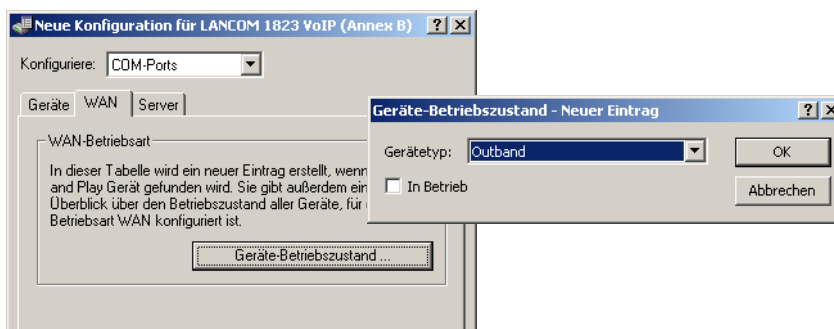 Neue Konfiguration für LANCOM 1823 VoIP (Annex B)
Konfiguriere: COM-Ports
Geräte WAN Server
WAN-Betriebsart
In dieser Tabelle wird ein neuer Eintrag erstellt, wenn
and Play Gerät gefunden wird. Sie gibt außerdem ein
Überblick über den Betriebszustand aller Geräte, für
Betriebsart WAN konfiguriert ist.
Geräte-Betriebszustand ...
Geräte-Betriebszustand - Neuer Eintrag
Gerätetyp: Outband OK
In Betrieb Abbrechen